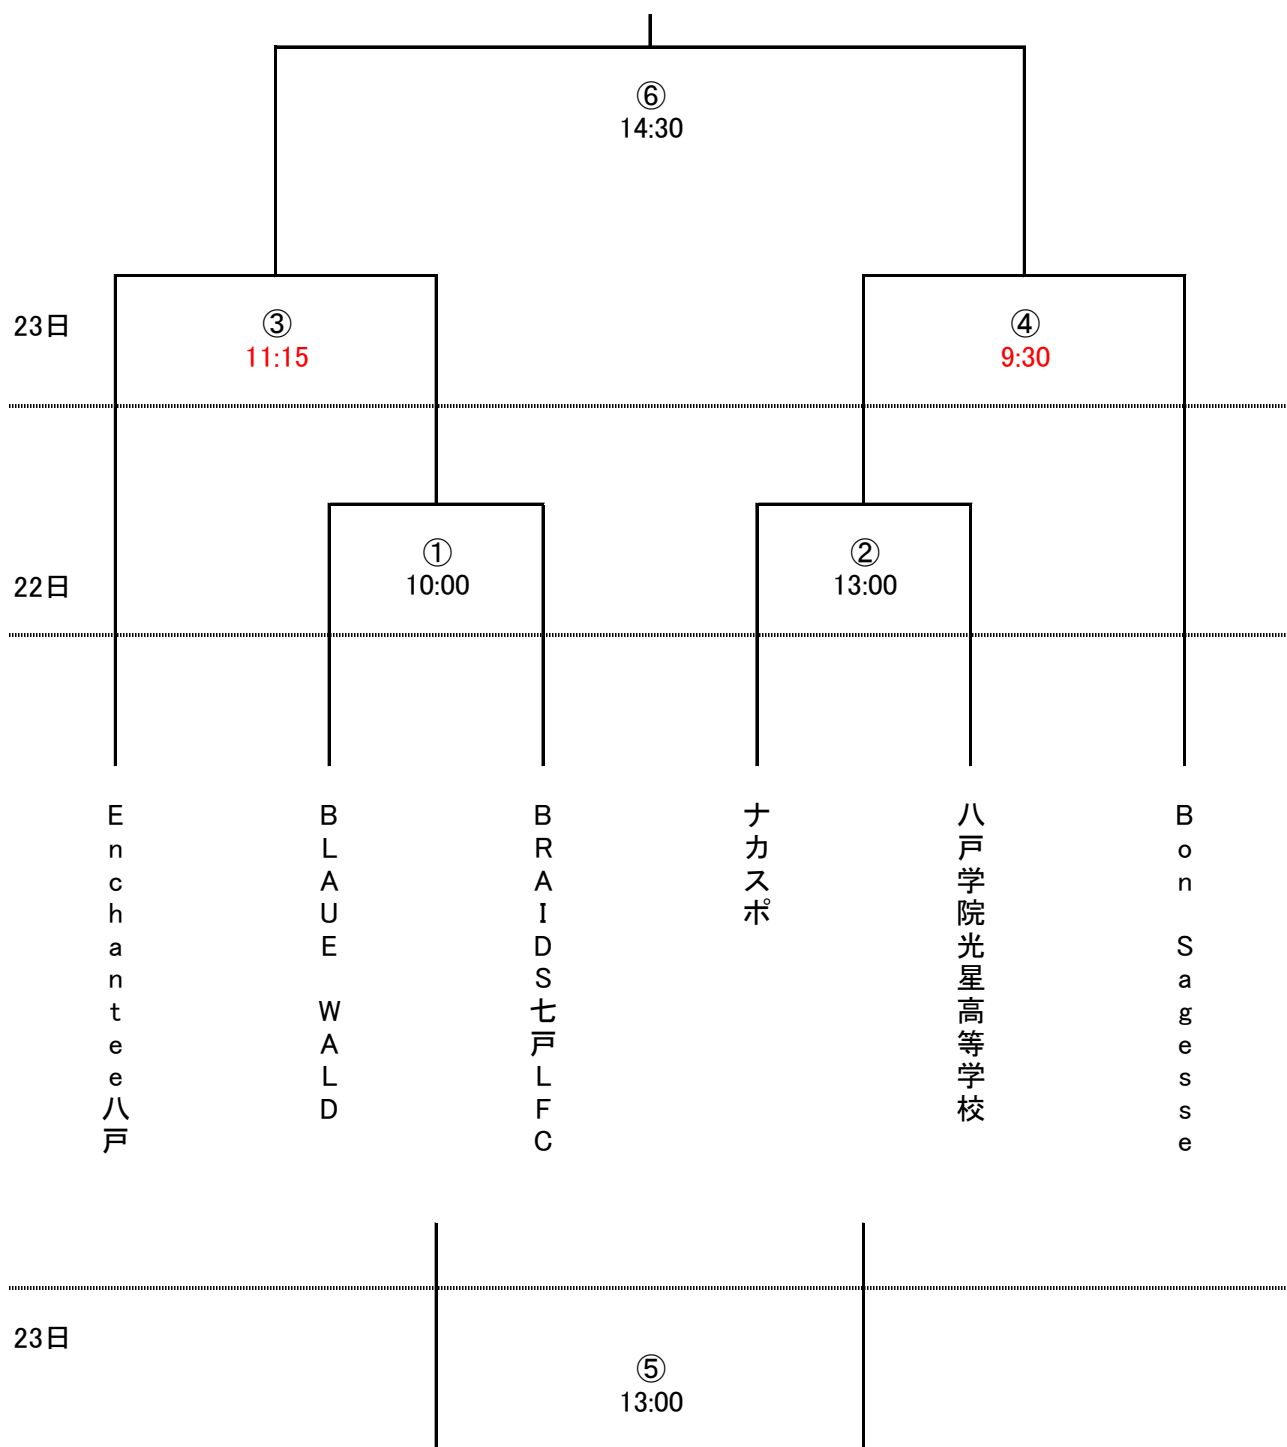 ⑥
14:30
23日
③
11:15
④
9:30
22日
①
10:00
②
13:00
Enchantee八戸
BLAUE WALD
BRAIDS七戸LFC
ナカスポ
八戸学院光星高等学校
Bon Sagesse
23日
⑤
13:00